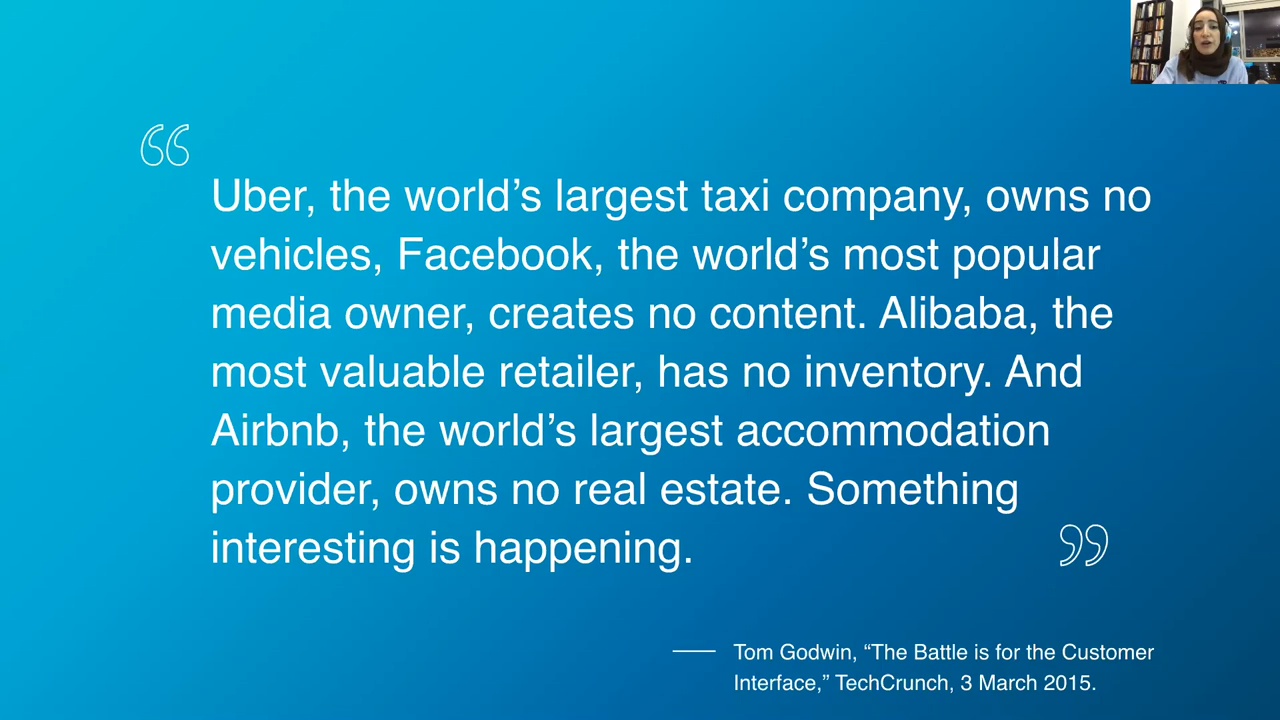 “
Uber, the world’s largest taxi company, owns no
vehicles, Facebook, the world’s most popular
media owner, creates no content. Alibaba, the
most valuable retailer, has no inventory. And
Airbnb, the world’s largest accommodation
provider, owns no real estate. Something
interesting is happening. ”
—— Tom Godwin, “The Battle is for the Customer
Interface,” TechCrunch, 3 March 2015.